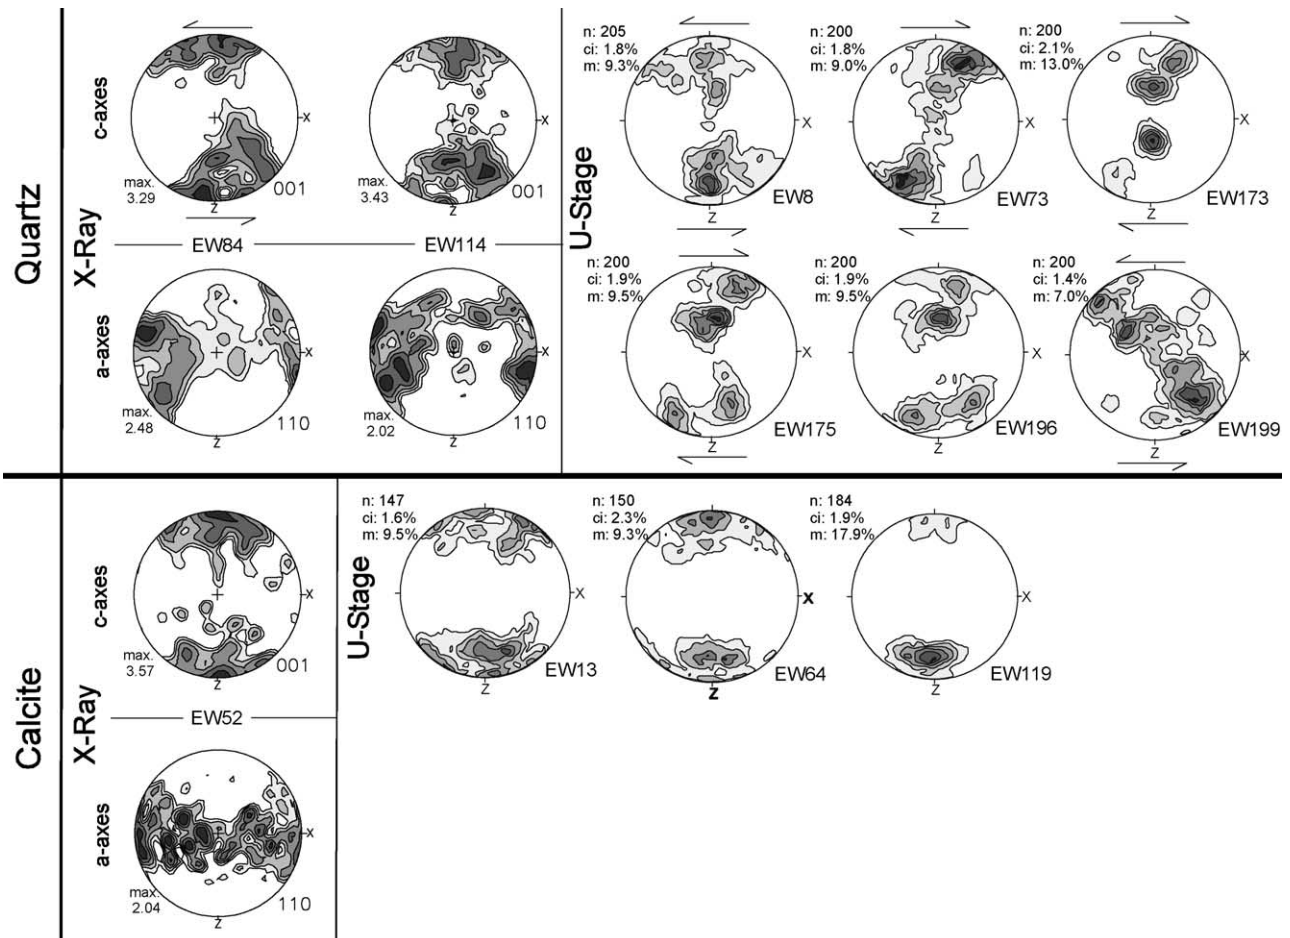 Quartz
X-Ray
c-axes
X
max.
3.29
001
Z
EW84
X
max.
3.43
001
Z
EW114
a-axes
X
max.
2.48
110
Z
X
max.
2.02
110
Z
U-Stage
n: 205
ci: 1.8%
m: 9.3%
X
EW8
Z
n: 200
ci: 1.8%
m: 9.0%
X
EW73
Z
n: 200
ci: 2.1%
m: 13.0%
X
EW173
Z
n: 200
ci: 1.9%
m: 9.5%
X
EW175
Z
n: 200
ci: 1.9%
m: 9.5%
X
EW196
Z
n: 200
ci: 1.4%
m: 7.0%
X
EW199
Z
Calcite
X-Ray
c-axes
X
max.
3.57
001
Z
EW52
a-axes
X
max.
2.04
110
Z
U-Stage
n: 147
ci: 1.6%
m: 9.5%
X
EW13
Z
n: 150
ci: 2.3%
m: 9.3%
X
EW64
Z
n: 184
ci: 1.9%
m: 17.9%
X
EW119
Z